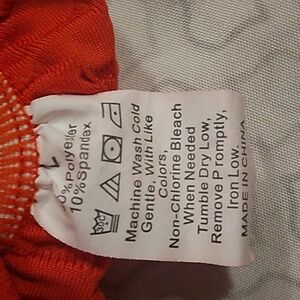 L
0%Polyester
10%Spandex
Machine Wash Cold
Gentle, With Like
Colors,
Non-Chlorine Bleach
When Needed
Tumble Dry Low,
Remove P romptly,
Iron Low.
MADE IN CHINA